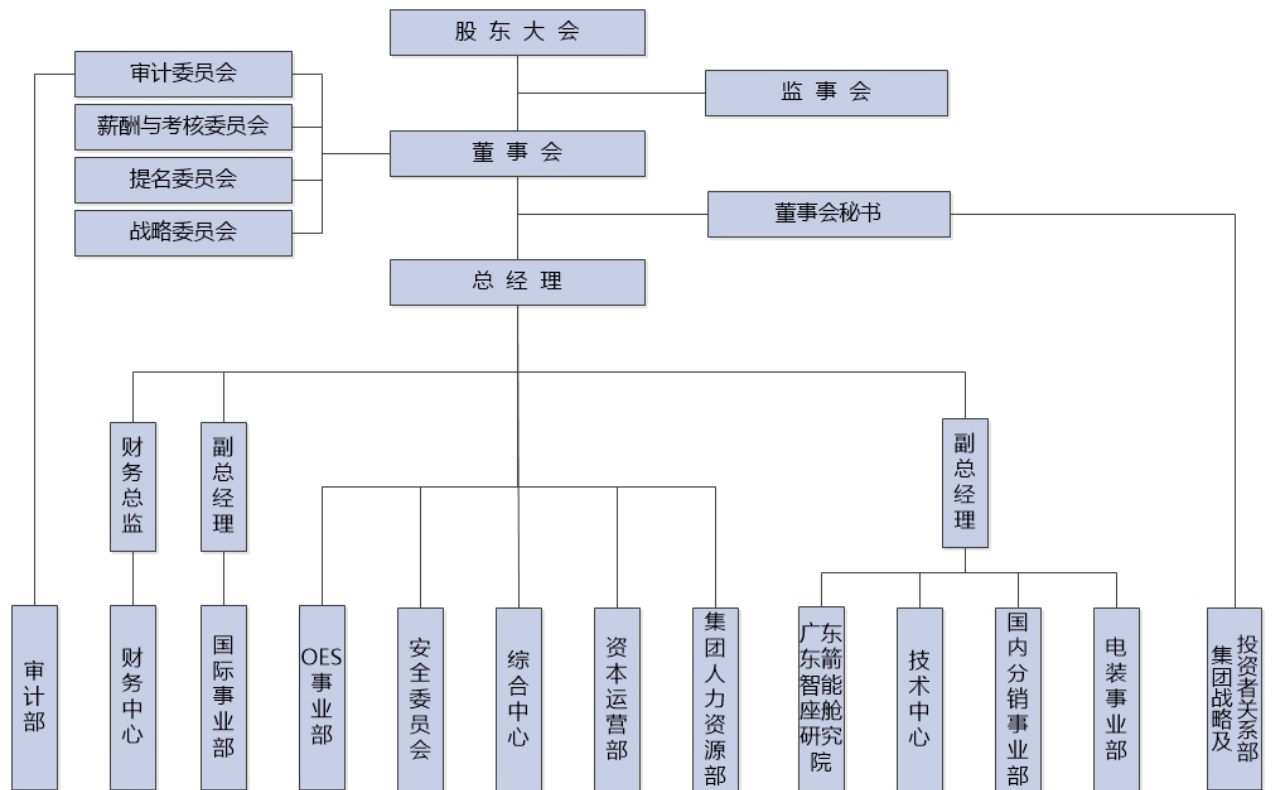 股东大会
审计委员会
监事会
薪酬与考核委员会
董事会
提名委员会
董事会秘书
战略委员会
总经理
财务总监
副总经理
副总经理
审计部
财务中心
国际事业部
OES
事业部
安全委员会
综合中心
资本运营部
集团人力资源部
广东
东箭
智能
座舱
研究
院
技术中心
国内分销事业部
电装事业部
集团战略及
投资者关系部